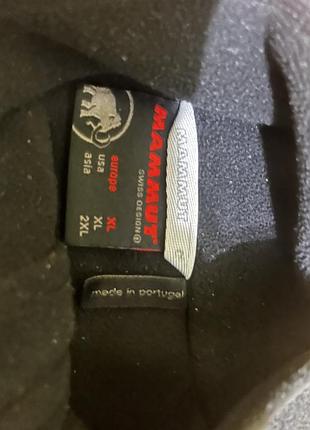 MAMMUT
MAMMUT
SWISS DESIGN ®
europe XL
usa XL
asia 2XL
made in portugal